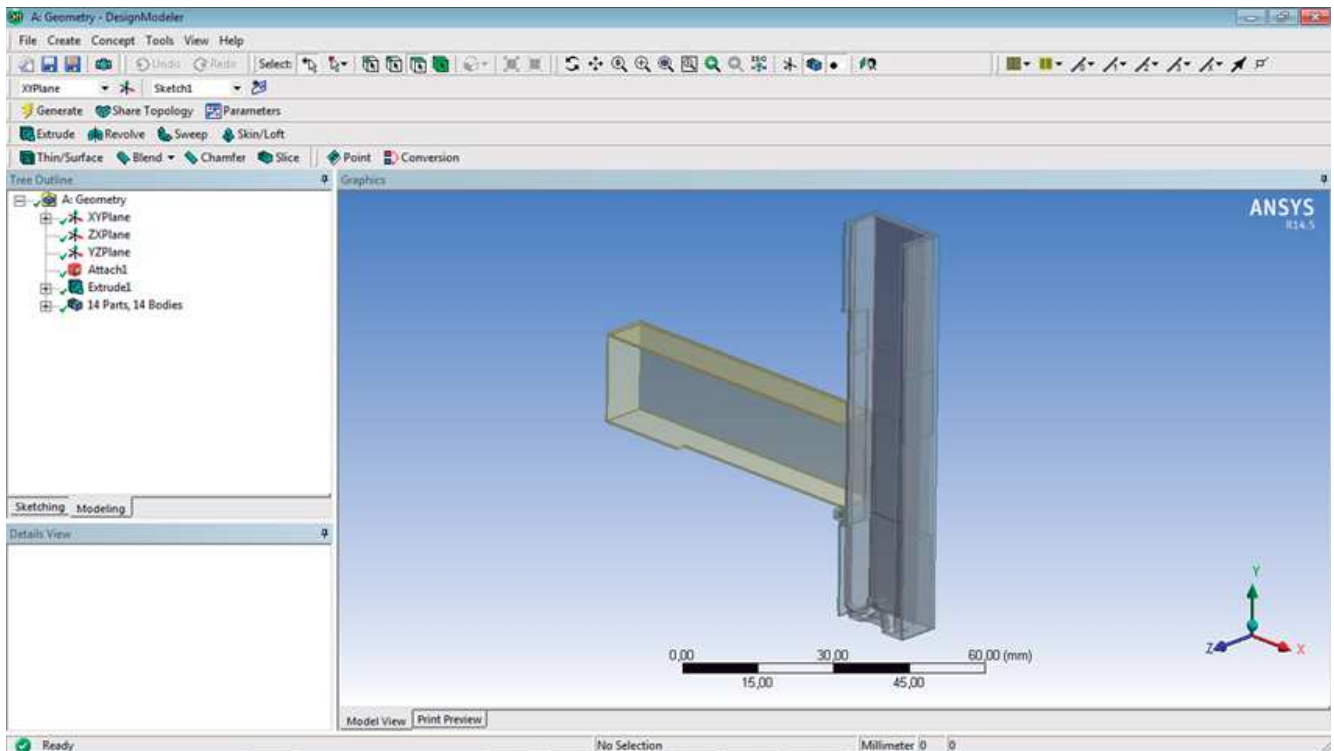 A: Geometry - DesignModeler
File Create Concept Tools View Help
Undo Redo Select:
XYPlane Sketch1
Generate Share Topology Parameters
Extrude Revolve Sweep Skin/Loft
Thin/Surface Blend Chamfer Slice Point Conversion
Tree Outline
A: Geometry
XYPlane
ZXPlane
YZPlane
Attach1
Extrude1
14 Parts, 14 Bodies
Sketching Modeling
Details View
Graphics
ANSYS
R14.5
0,00 30,00 60,00 (mm)
15,00 45,00
Y
Z X
Model View Print Preview
Ready No Selection Millimeter 0 0